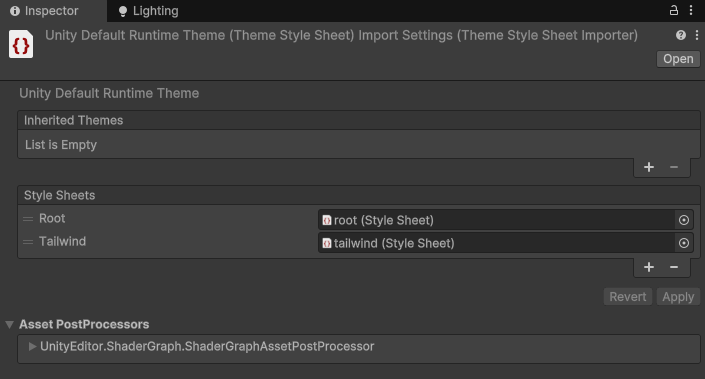 Inspector
Lighting
Unity Default Runtime Theme (Theme Style Sheet) Import Settings (Theme Style Sheet Importer)
Open
Unity Default Runtime Theme
Inherited Themes
List is Empty
+ −
Style Sheets
Root
root (Style Sheet)
Tailwind
tailwind (Style Sheet)
+ −
Revert Apply
Asset PostProcessors
UnityEditor.ShaderGraph.ShaderGraphAssetPostProcessor